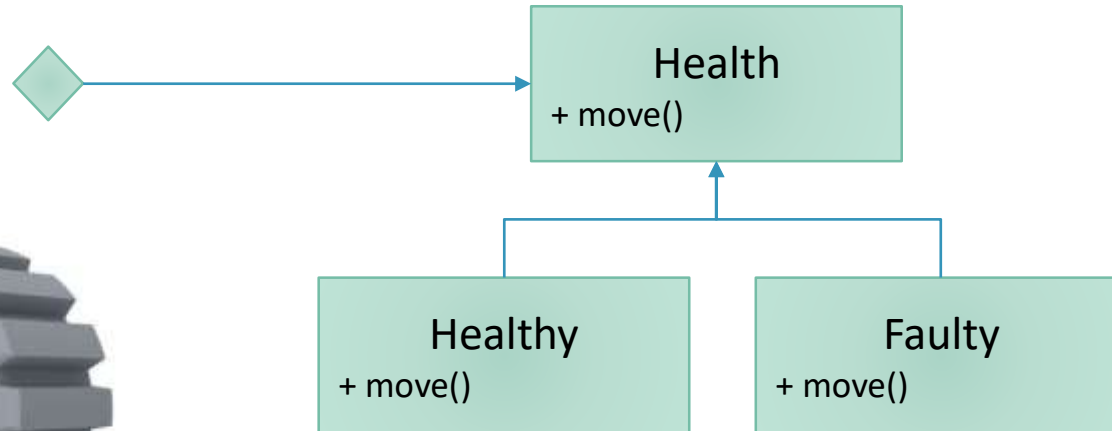 Health
+ move()
Healthy
+ move()
Faulty
+ move()